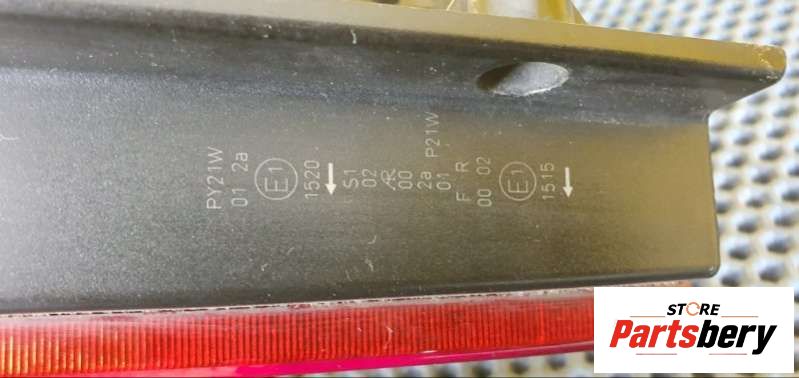 PY21W
01 2a
E1
1520
S1
02
AR
00
2a P21W
01
F R
00 02
E1
1515
STORE
Partsbery